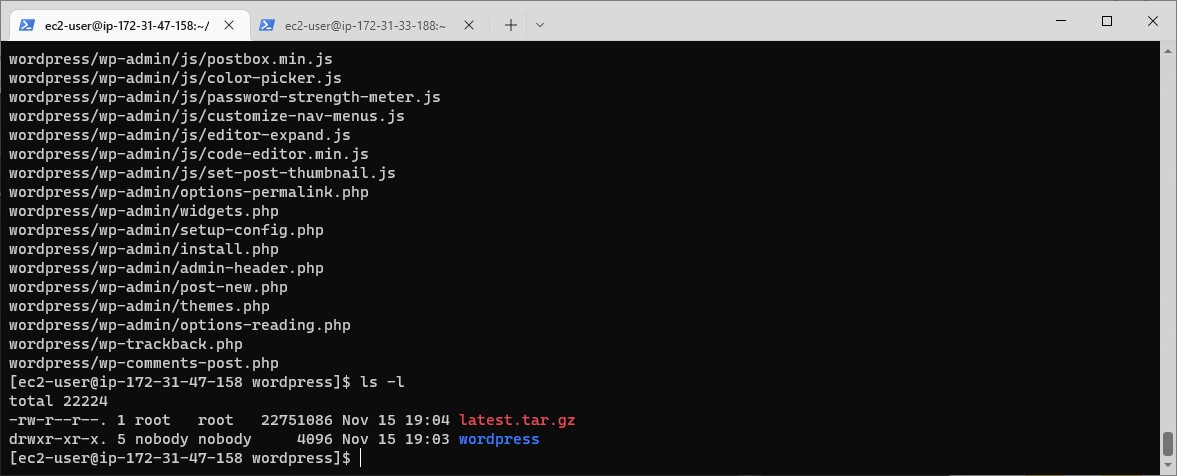 ec2-user@ip-172-31-47-158:~/
ec2-user@ip-172-31-33-188:~
wordpress/wp-admin/js/postbox.min.js
wordpress/wp-admin/js/color-picker.js
wordpress/wp-admin/js/password-strength-meter.js
wordpress/wp-admin/js/customize-nav-menus.js
wordpress/wp-admin/js/editor-expand.js
wordpress/wp-admin/js/code-editor.min.js
wordpress/wp-admin/js/set-post-thumbnail.js
wordpress/wp-admin/options-permalink.php
wordpress/wp-admin/widgets.php
wordpress/wp-admin/setup-config.php
wordpress/wp-admin/install.php
wordpress/wp-admin/admin-header.php
wordpress/wp-admin/post-new.php
wordpress/wp-admin/themes.php
wordpress/wp-admin/options-reading.php
wordpress/wp-trackback.php
wordpress/wp-comments-post.php
[ec2-user@ip-172-31-47-158 wordpress]$ ls -l
total 22224
-rw-r--r--. 1 root   root   22751086 Nov 15 19:04 latest.tar.gz
drwxr-xr-x. 5 nobody nobody     4096 Nov 15 19:03 wordpress
[ec2-user@ip-172-31-47-158 wordpress]$